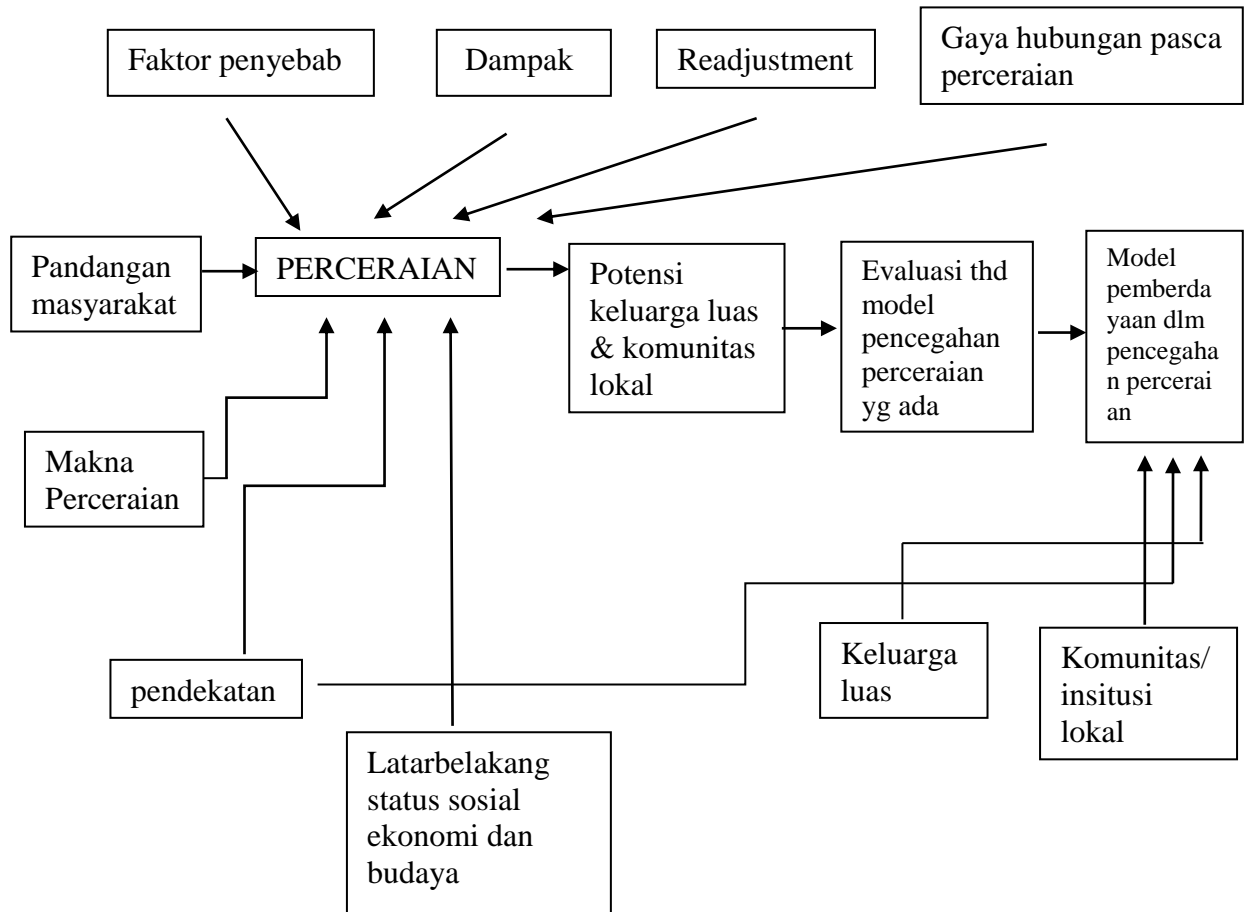 Faktor penyebab
Dampak
Readjustment
Gaya hubungan pasca
perceraian
Pandangan
masyarakat
PERCERAIAN
Potensi
keluarga luas
& komunitas
lokal
Evaluasi thd
model
pencegahan
perceraian
yg ada
Model
pemberda
yaan dlm
pencegaha
n percerai
an
Makna
Perceraian
pendekatan
Keluarga
luas
Komunitas/
insitusi
lokal
Latarbelakang
status sosial
ekonomi dan
budaya